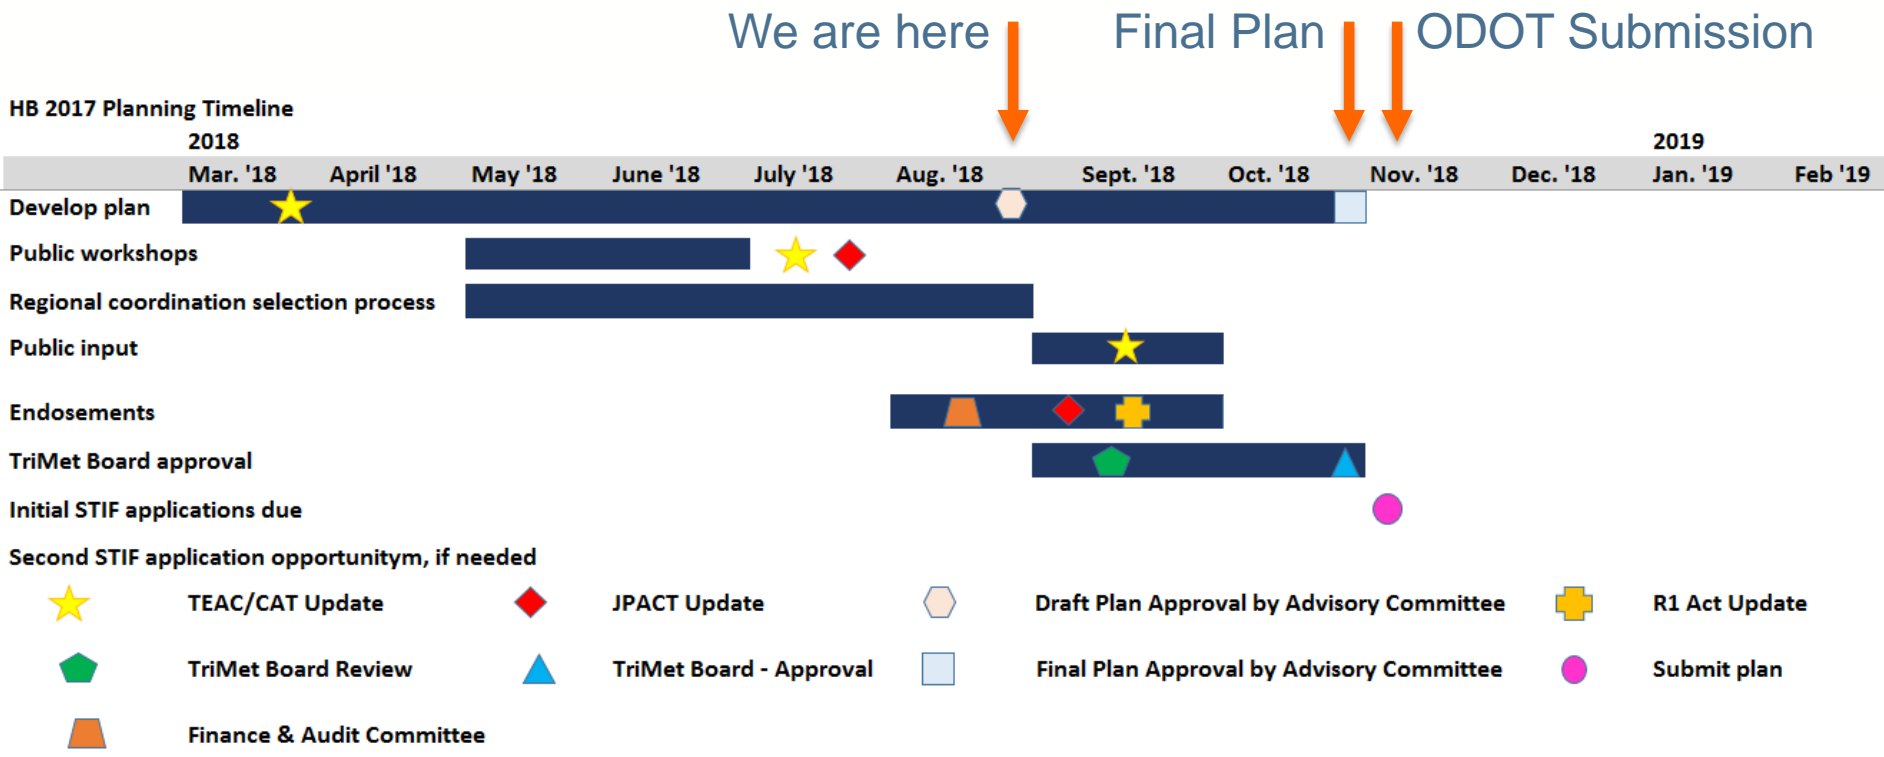 We are here Final Plan ODOT Submission
HB 2017 Planning Timeline
2018 2019
Mar. '18 April '18 May '18 June '18 July '18 Aug. '18 Sept. '18 Oct. '18 Nov. '18 Dec. '18 Jan. '19 Feb '19
Develop plan
Public workshops
Regional coordination selection process
Public input
Endosements
TriMet Board approval
Initial STIF applications due
Second STIF application opportunitym, if needed
TEAC/CAT Update JPACT Update Draft Plan Approval by Advisory Committee R1 Act Update
TriMet Board Review TriMet Board - Approval Final Plan Approval by Advisory Committee Submit plan
Finance & Audit Committee